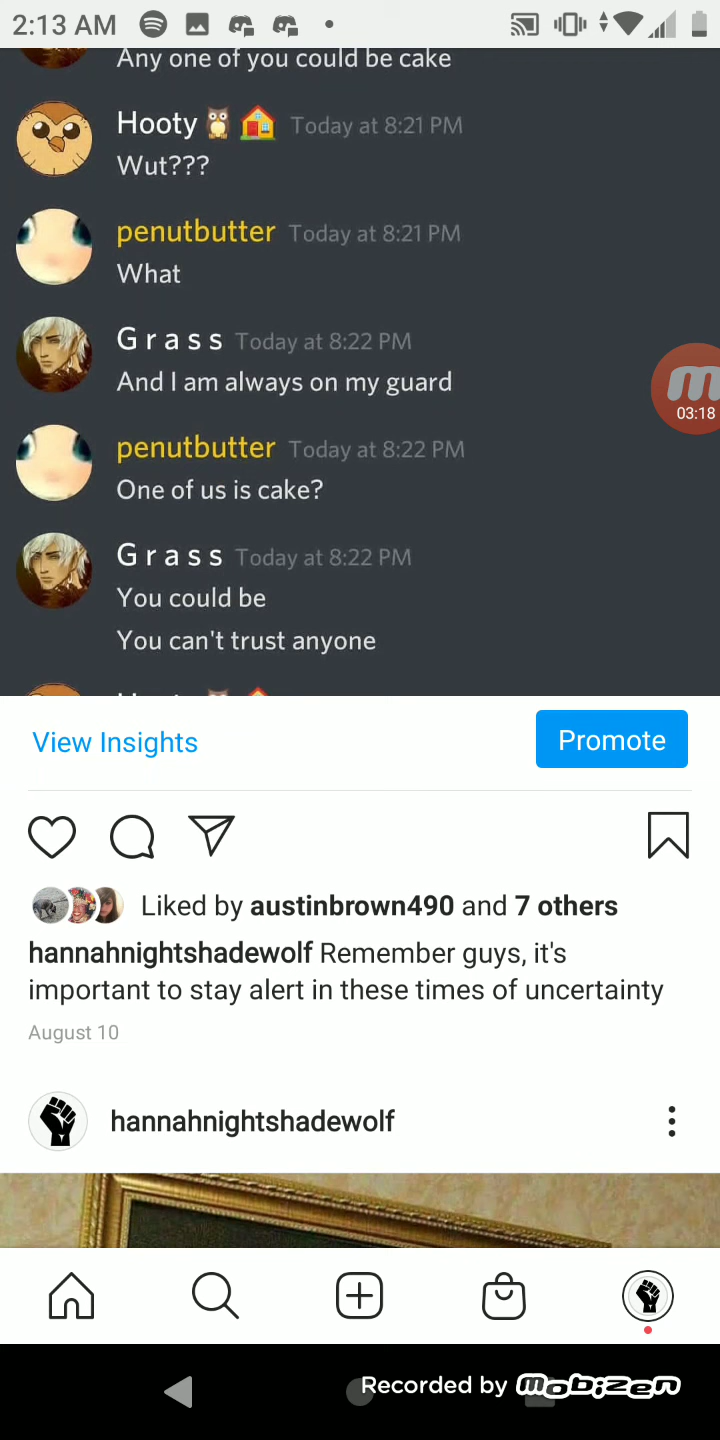 2:13 AM
Any one of you could be cake
Hooty🦉🏠 Today at 8:21 PM
Wut???
penutbutter Today at 8:21 PM
What
G r a s s Today at 8:22 PM
And I am always on my guard
03:18
penutbutter Today at 8:22 PM
One of us is cake?
G r a s s Today at 8:22 PM
You could be
You can't trust anyone
View Insights
Promote
Liked by austinbrown490 and 7 others
hannahnightshadewolf Remember guys, it's
important to stay alert in these times of uncertainty
August 10
hannahnightshadewolf
Recorded by mobizen